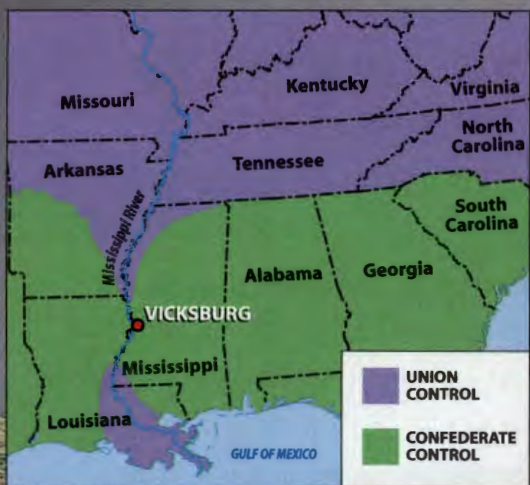 Missouri
Kentucky
Virginia
Arkansas
Tennessee
North
Carolina
Mississippi River
South
Carolina
Alabama
Georgia
VICKSBURG
Mississippi
Louisiana
GULF OF MEXICO
UNION
CONTROL
CONFEDERATE
CONTROL